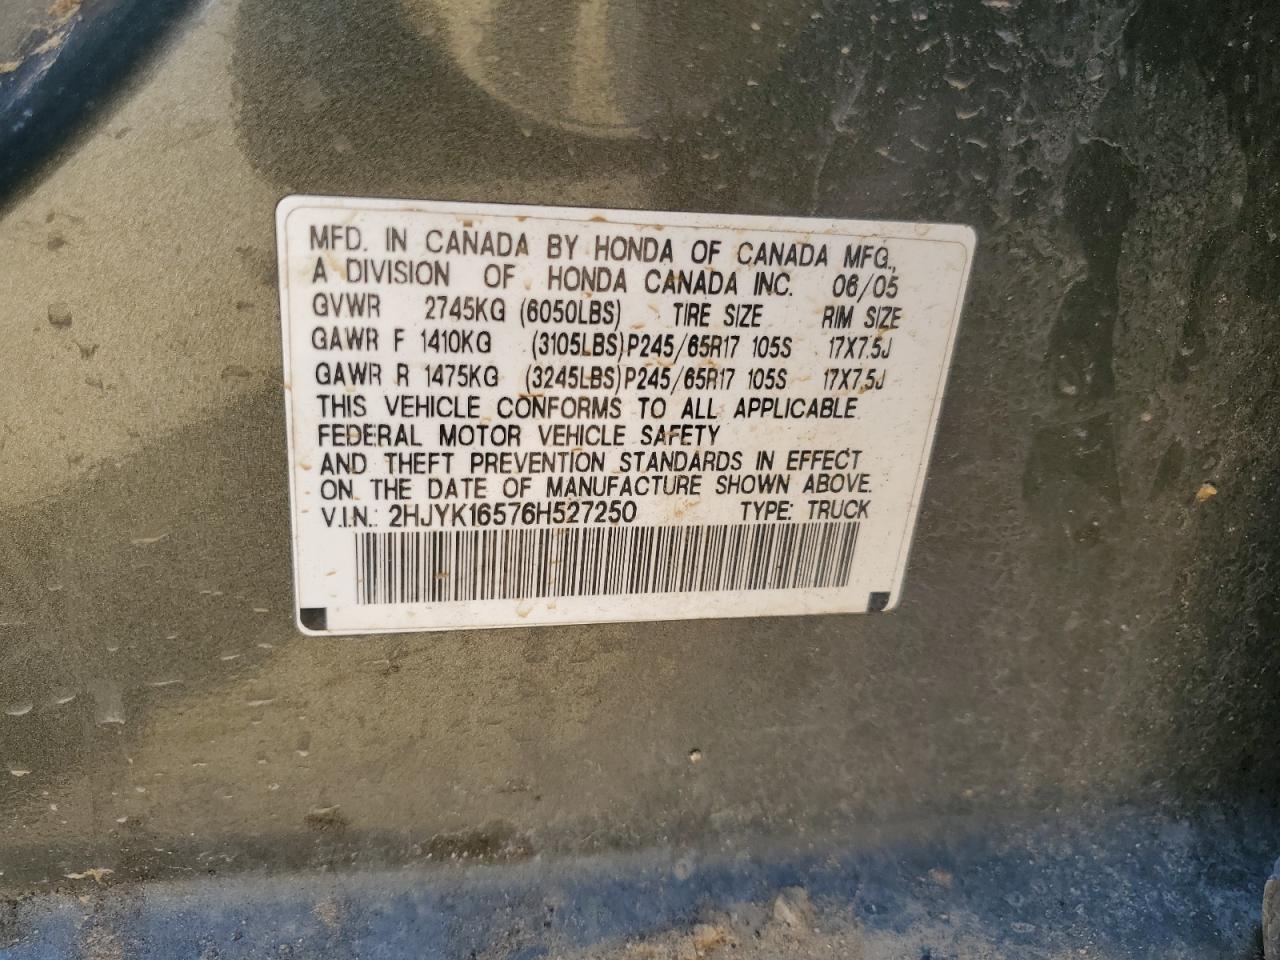 MFD. IN CANADA BY HONDA OF CANADA MFG.,
A DIVISION OF HONDA CANADA INC. 06/05
GVWR 2745KG (6050LBS) TIRE SIZE RIM SIZE
GAWR F 1410KG (3105LBS) P245/65R17 105S 17X7.5J
GAWR R 1475KG (3245LBS) P245/65R17 105S 17X7.5J
THIS VEHICLE CONFORMS TO ALL APPLICABLE
FEDERAL MOTOR VEHICLE SAFETY
AND THEFT PREVENTION STANDARDS IN EFFECT
ON THE DATE OF MANUFACTURE SHOWN ABOVE.
V.I.N.: 2HJYK16576H527250 TYPE: TRUCK